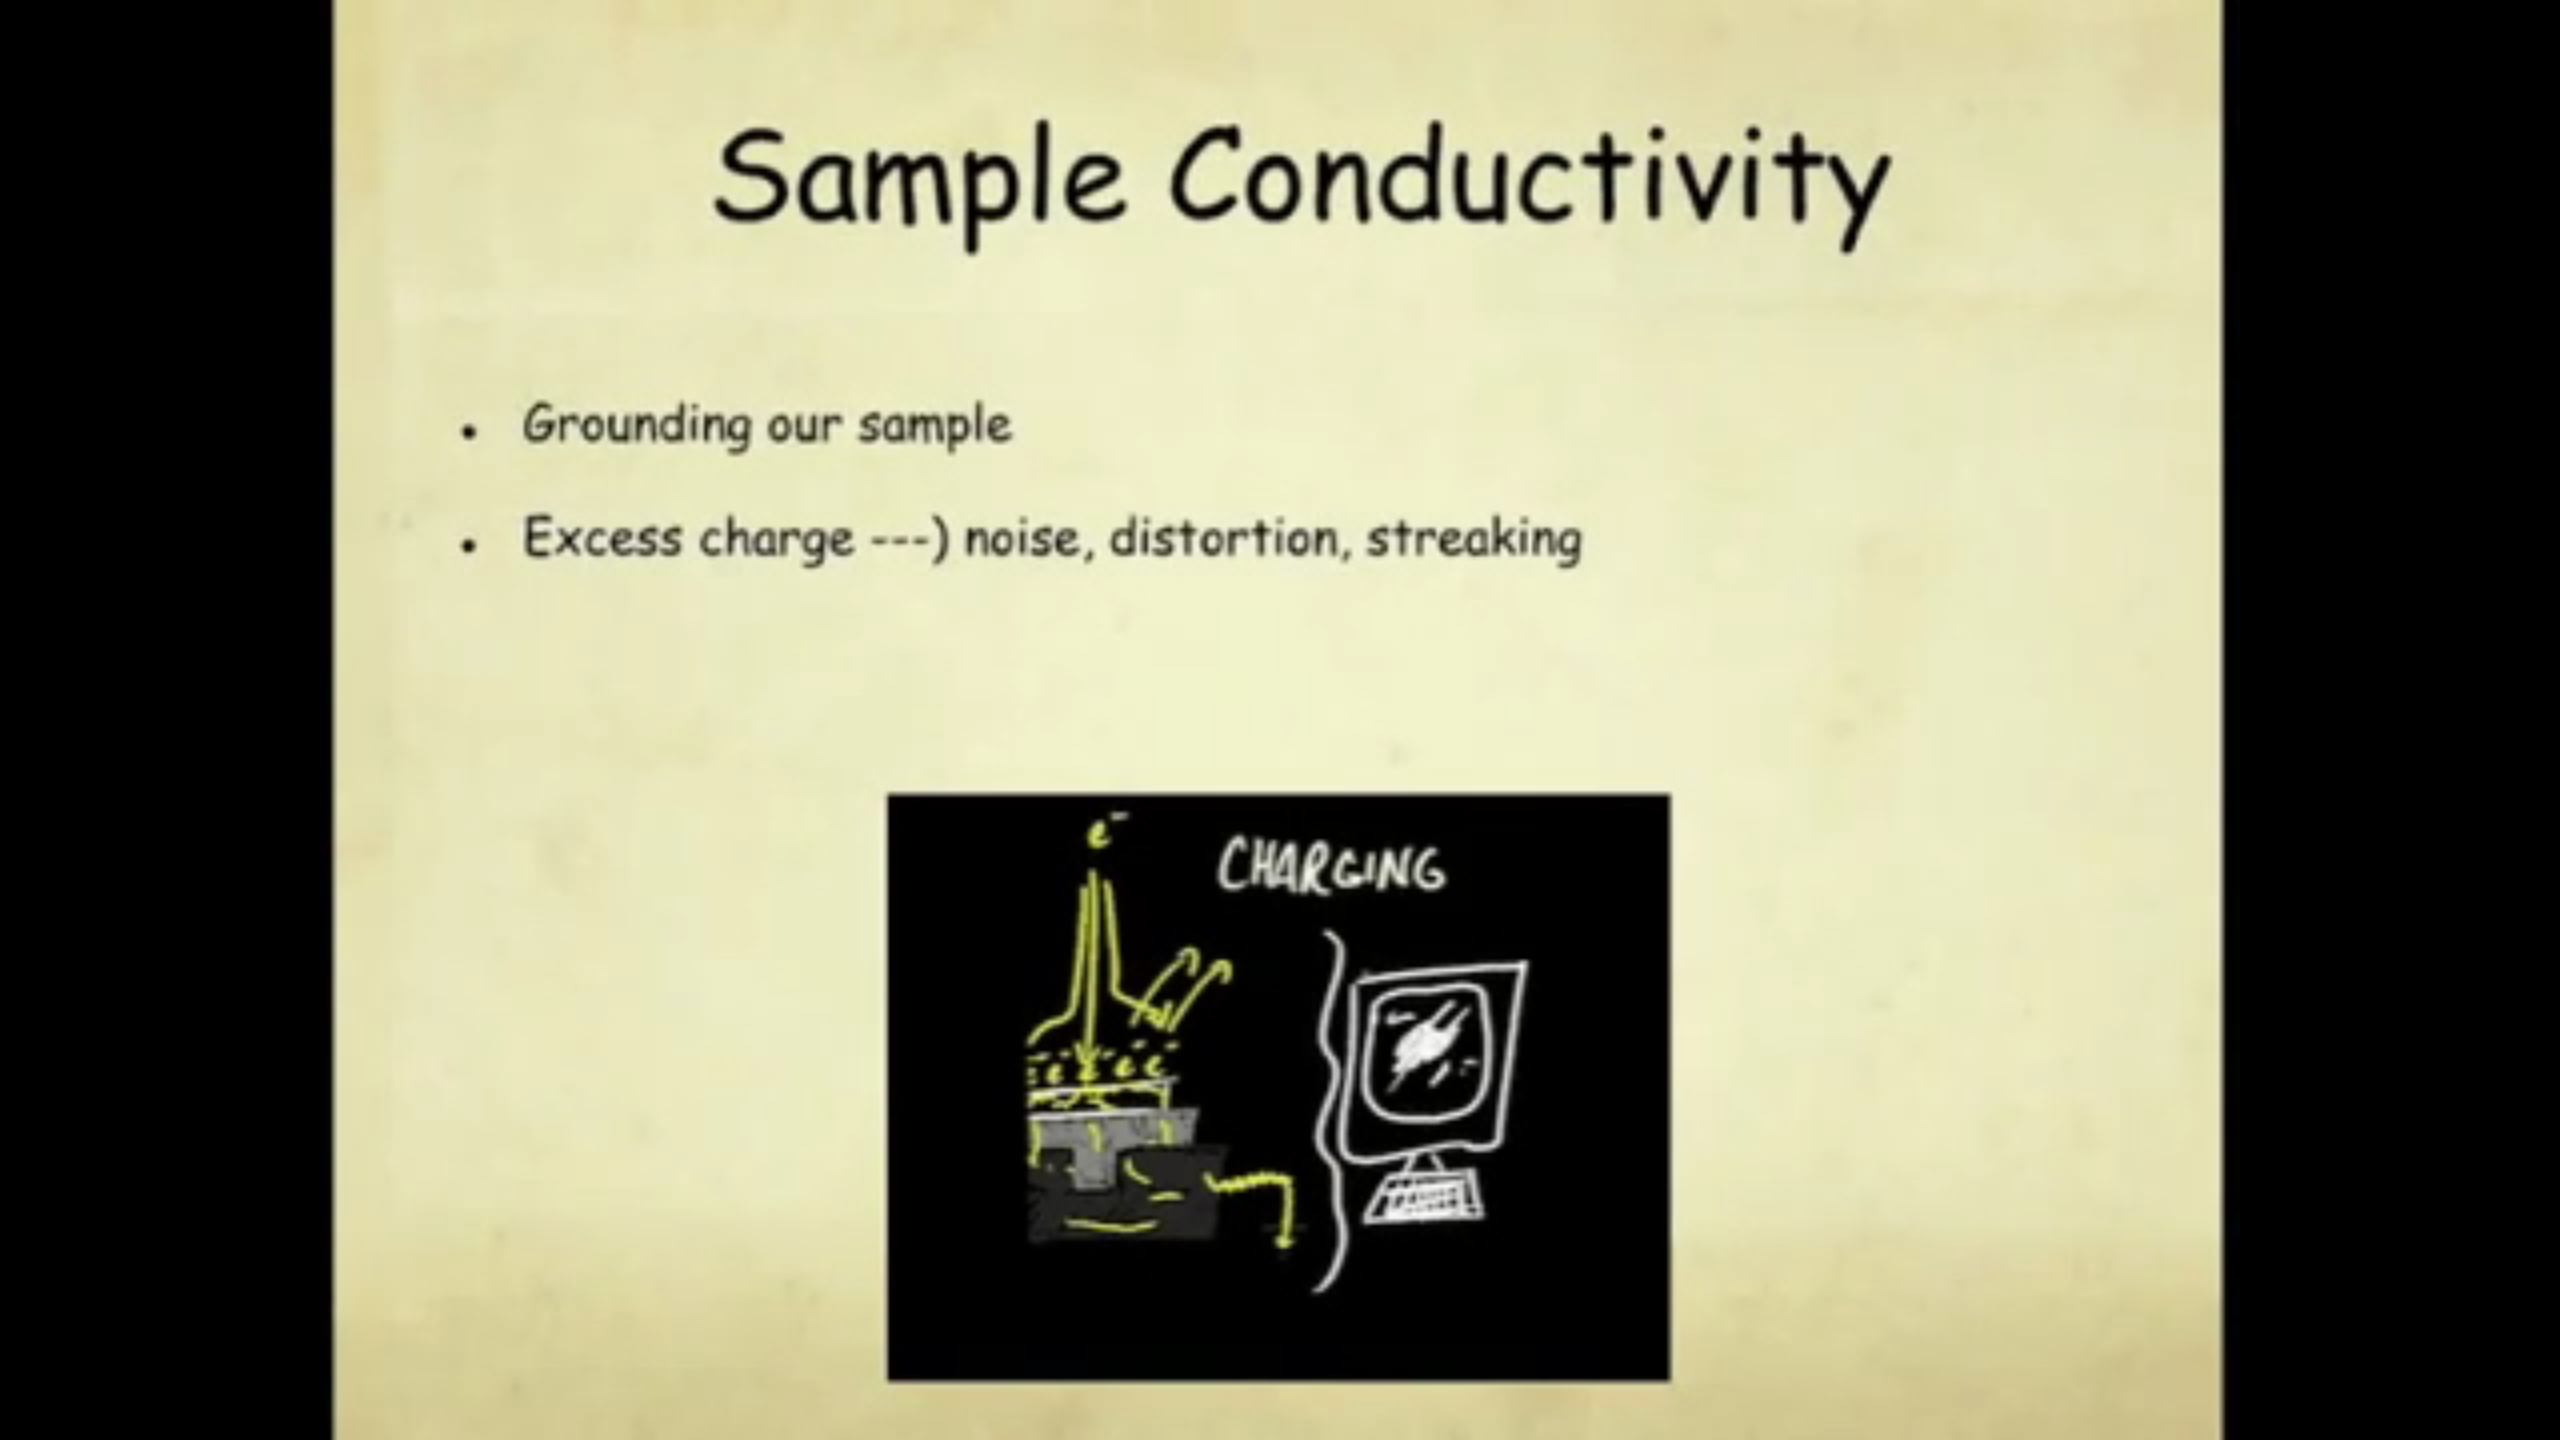 Sample Conductivity
• Grounding our sample
• Excess charge ---) noise, distortion, streaking
e⁻
CHARGING
e e e e